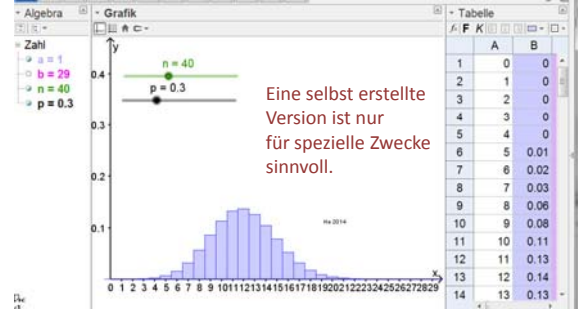 Algebra
Grafik
Tabelle
Zahl
a = 1
b = 29
n = 40
p = 0.3
y
n = 40
p = 0.3
0.4
0.3
0.2
0.1
Eine selbst erstellte
Version ist nur
für spezielle Zwecke
sinnvoll.
Ha 2014
x
0 1 2 3 4 5 6 7 8 9 10 11 12 13 14 15 16 17 18 19 20 21 22 23 24 25 26 27 28 29
F K
A B
1 0 0
2 1 0
3 2 0
4 3 0
5 4 0
6 5 0.01
7 6 0.02
8 7 0.03
9 8 0.06
10 9 0.08
11 10 0.11
12 11 0.13
13 12 0.14
14 13 0.13